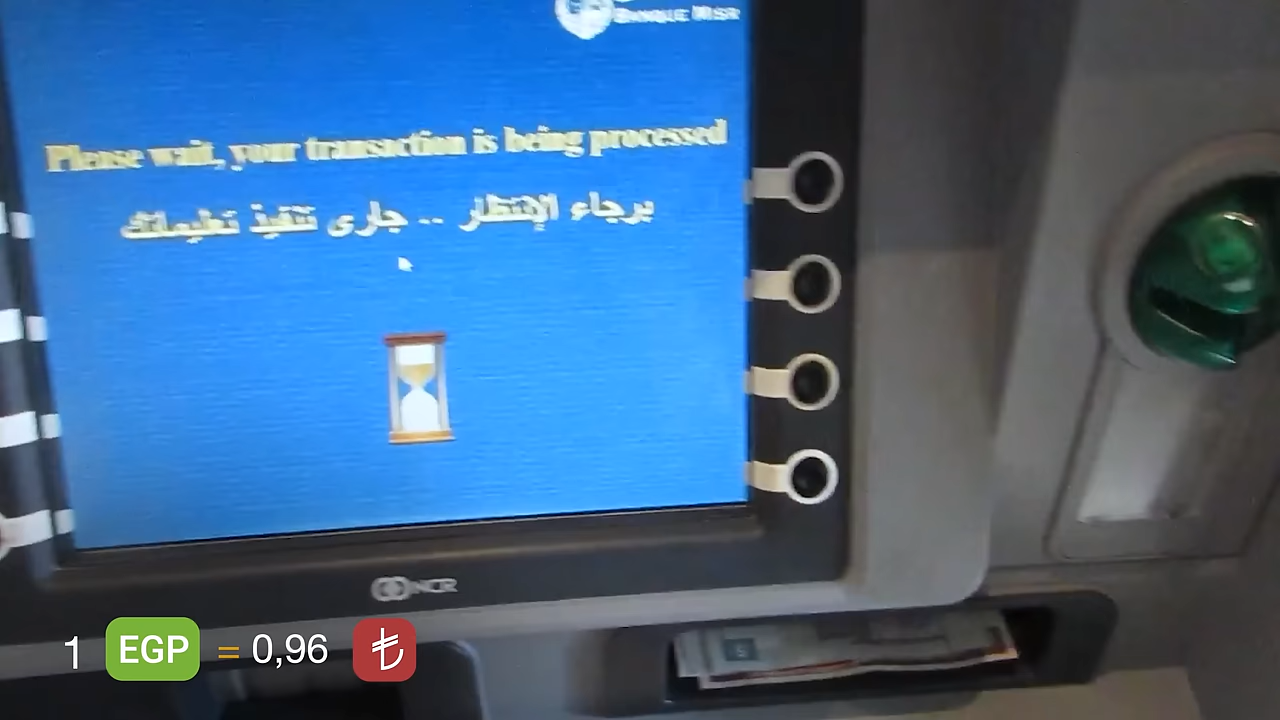 BANQUE MISR
Please wait, your transaction is being processed
برجاء الإنتظار .. جارى تنفيذ تعليماتك
NCR
1 EGP = 0,96 ₺